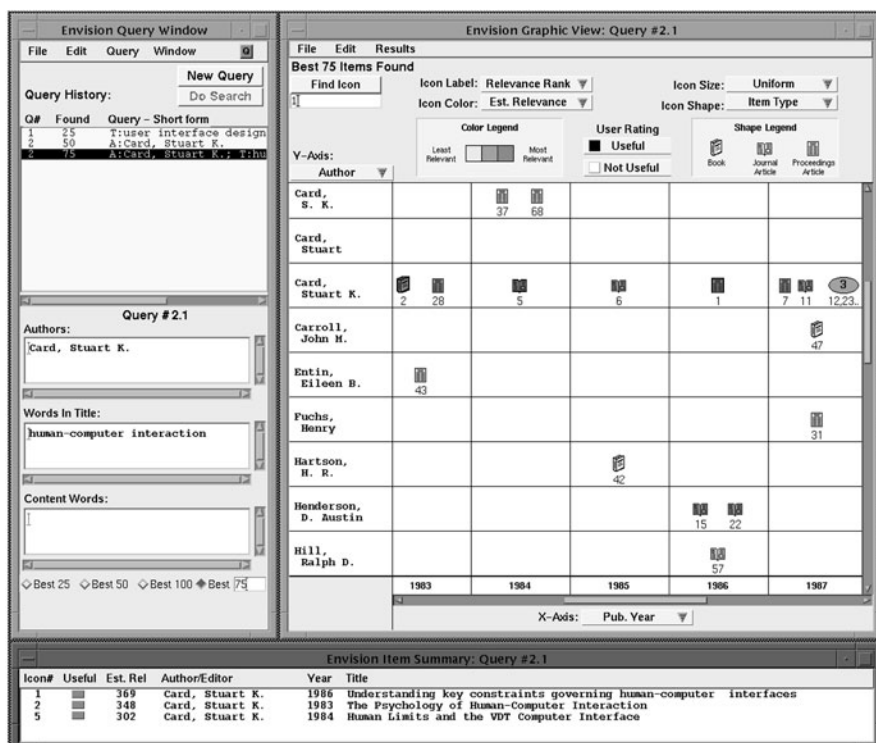 Envision Query Window
File Edit Query Window Q
New Query
Query History: Do Search
Q# Found Query – Short form
1 25 T:user interface design
2 50 A:Card, Stuart K.
2 75 A:Card, Stuart K.; T:hu
Query #2.1
Authors:
Card, Stuart K.
Words In Title:
human-computer interaction
Content Words:
Best 25 Best 50 Best 100 Best 75
Envision Graphic View: Query #2.1
File Edit Results
Best 75 Items Found
Find Icon Icon Label: Relevance Rank Icon Size: Uniform
1 Icon Color: Est. Relevance Icon Shape: Item Type
Color Legend User Rating Shape Legend
Least Relevant Most Relevant
Useful
Not Useful
Book Journal Article Proceedings Article
Y-Axis:
Author
Card, S. K. 37 68
Card, Stuart
Card, Stuart K. 2 28 5 6 1 7 11 3 12,23..
Carroll, John M. 47
Entin, Eileen B. 43
Fuchs, Henry 31
Hartson, H. R. 42
Henderson, D. Austin 15 22
Hill, Ralph D. 57
1983 1984 1985 1986 1987
X-Axis: Pub. Year
Envision Item Summary: Query #2.1
Icon# Useful Est. Rel Author/Editor Year Title
1 369 Card, Stuart K. 1986 Understanding key constraints governing human-computer interfaces
2 348 Card, Stuart K. 1983 The Psychology of Human-Computer Interaction
5 302 Card, Stuart K. 1984 Human Limits and the VDT Computer Interface